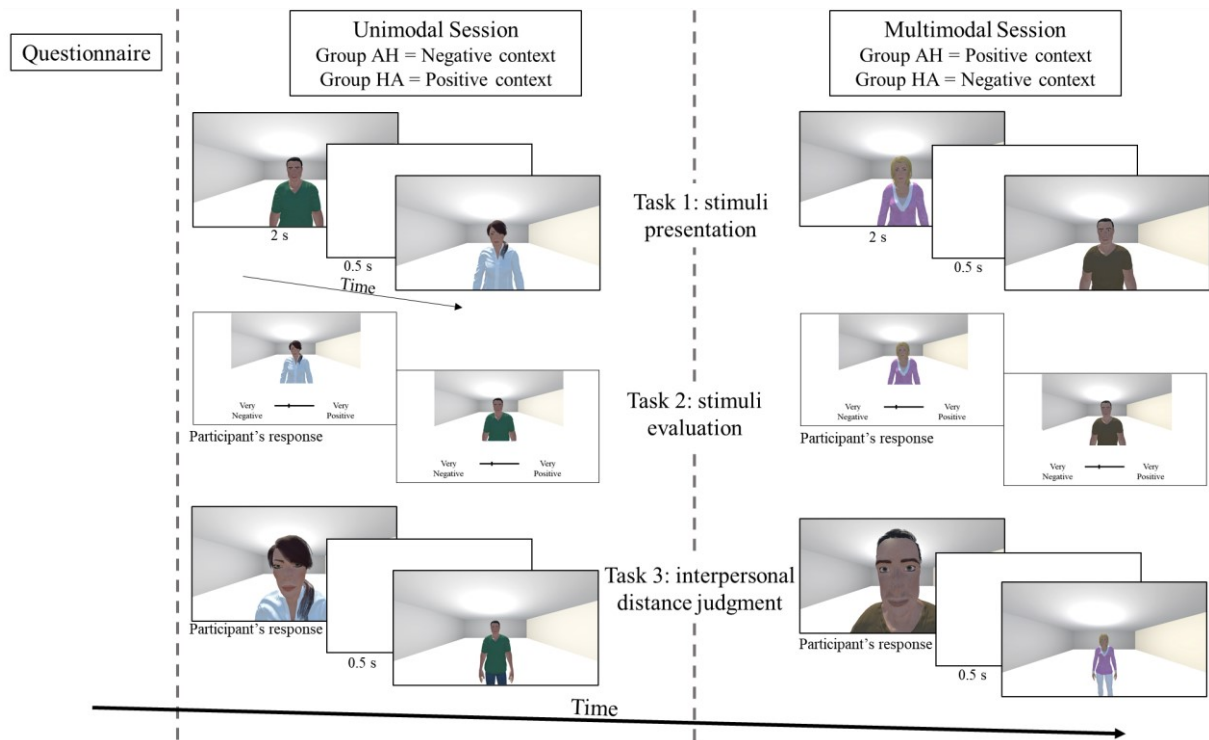 Questionnaire
Unimodal Session
Group AH = Negative context
Group HA = Positive context
Multimodal Session
Group AH = Positive context
Group HA = Negative context
2 s
0.5 s
Time
Task 1: stimuli
presentation
2 s
0.5 s
Very
Negative
Very
Positive
Participant's response
Very
Negative
Very
Positive
Task 2: stimuli
evaluation
Very
Negative
Very
Positive
Participant's response
Very
Negative
Very
Positive
Participant's response
0.5 s
Task 3: interpersonal
distance judgment
Participant's response
0.5 s
Time